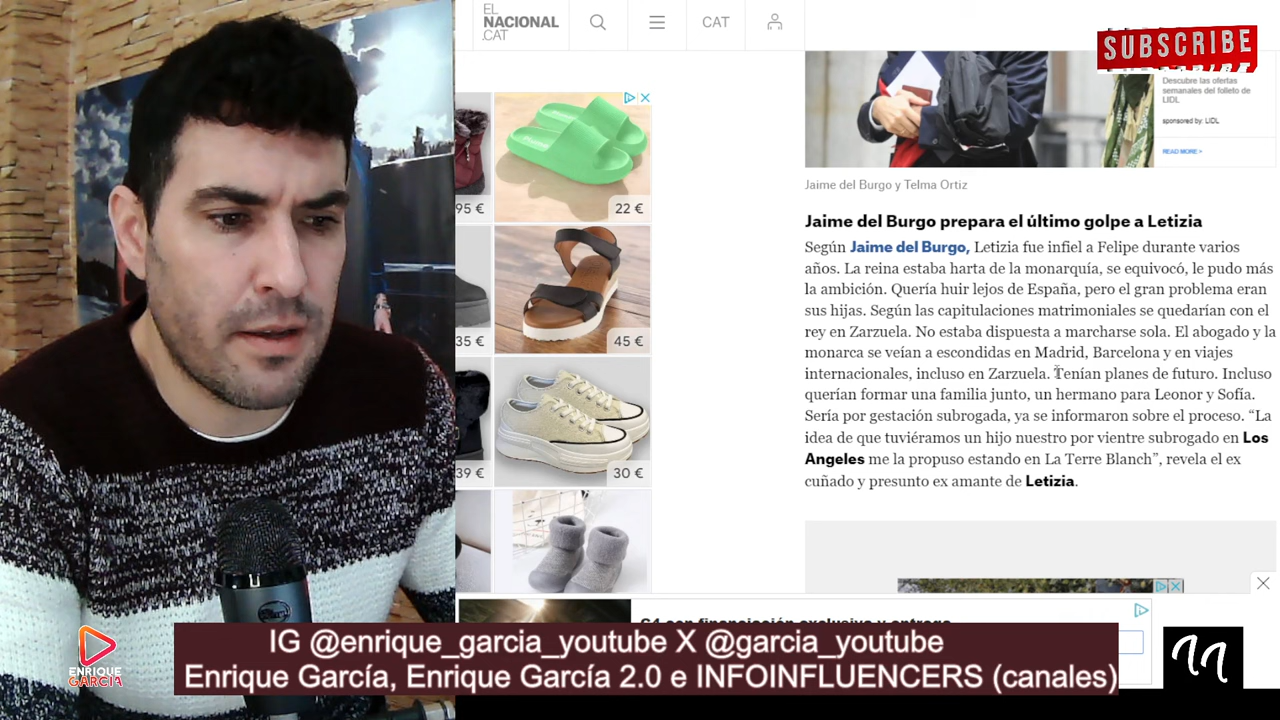 EL
NACIONAL
.CAT
CAT
SUBSCRIBE
Descubre las ofertas
semanales del folleto de
LIDL
sponsored by: LIDL
READ MORE >
95 €
22 €
35 €
45 €
39 €
30 €
Jaime del Burgo y Telma Ortiz
Jaime del Burgo prepara el último golpe a Letizia
Según Jaime del Burgo, Letizia fue infiel a Felipe durante varios
años. La reina estaba harta de la monarquía, se equivocó, le pudo más
la ambición. Quería huir lejos de España, pero el gran problema eran
sus hijas. Según las capitulaciones matrimoniales se quedarían con el
rey en Zarzuela. No estaba dispuesta a marcharse sola. El abogado y la
monarca se veían a escondidas en Madrid, Barcelona y en viajes
internacionales, incluso en Zarzuela. Tenían planes de futuro. Incluso
querían formar una familia junto, un hermano para Leonor y Sofía.
Sería por gestación subrogada, ya se informaron sobre el proceso. “La
idea de que tuviéramos un hijo nuestro por vientre subrogado en Los
Angeles me la propuso estando en La Terre Blanch”, revela el ex
cuñado y presunto ex amante de Letizia.
IG @enrique_garcia_youtube X @garcia_youtube
Enrique García, Enrique García 2.0 e INFOINFLUENCERS (canales)
ENRIQUE
GARCÍA